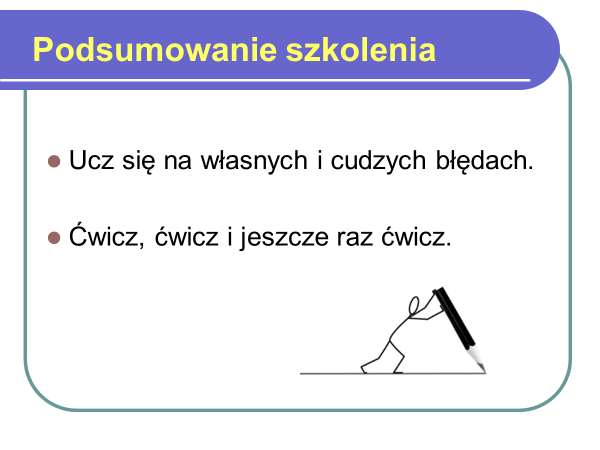 Podsumowanie szkolenia
Ucz się na własnych i cudzych błędach.
Ćwicz, ćwicz i jeszcze raz ćwicz.